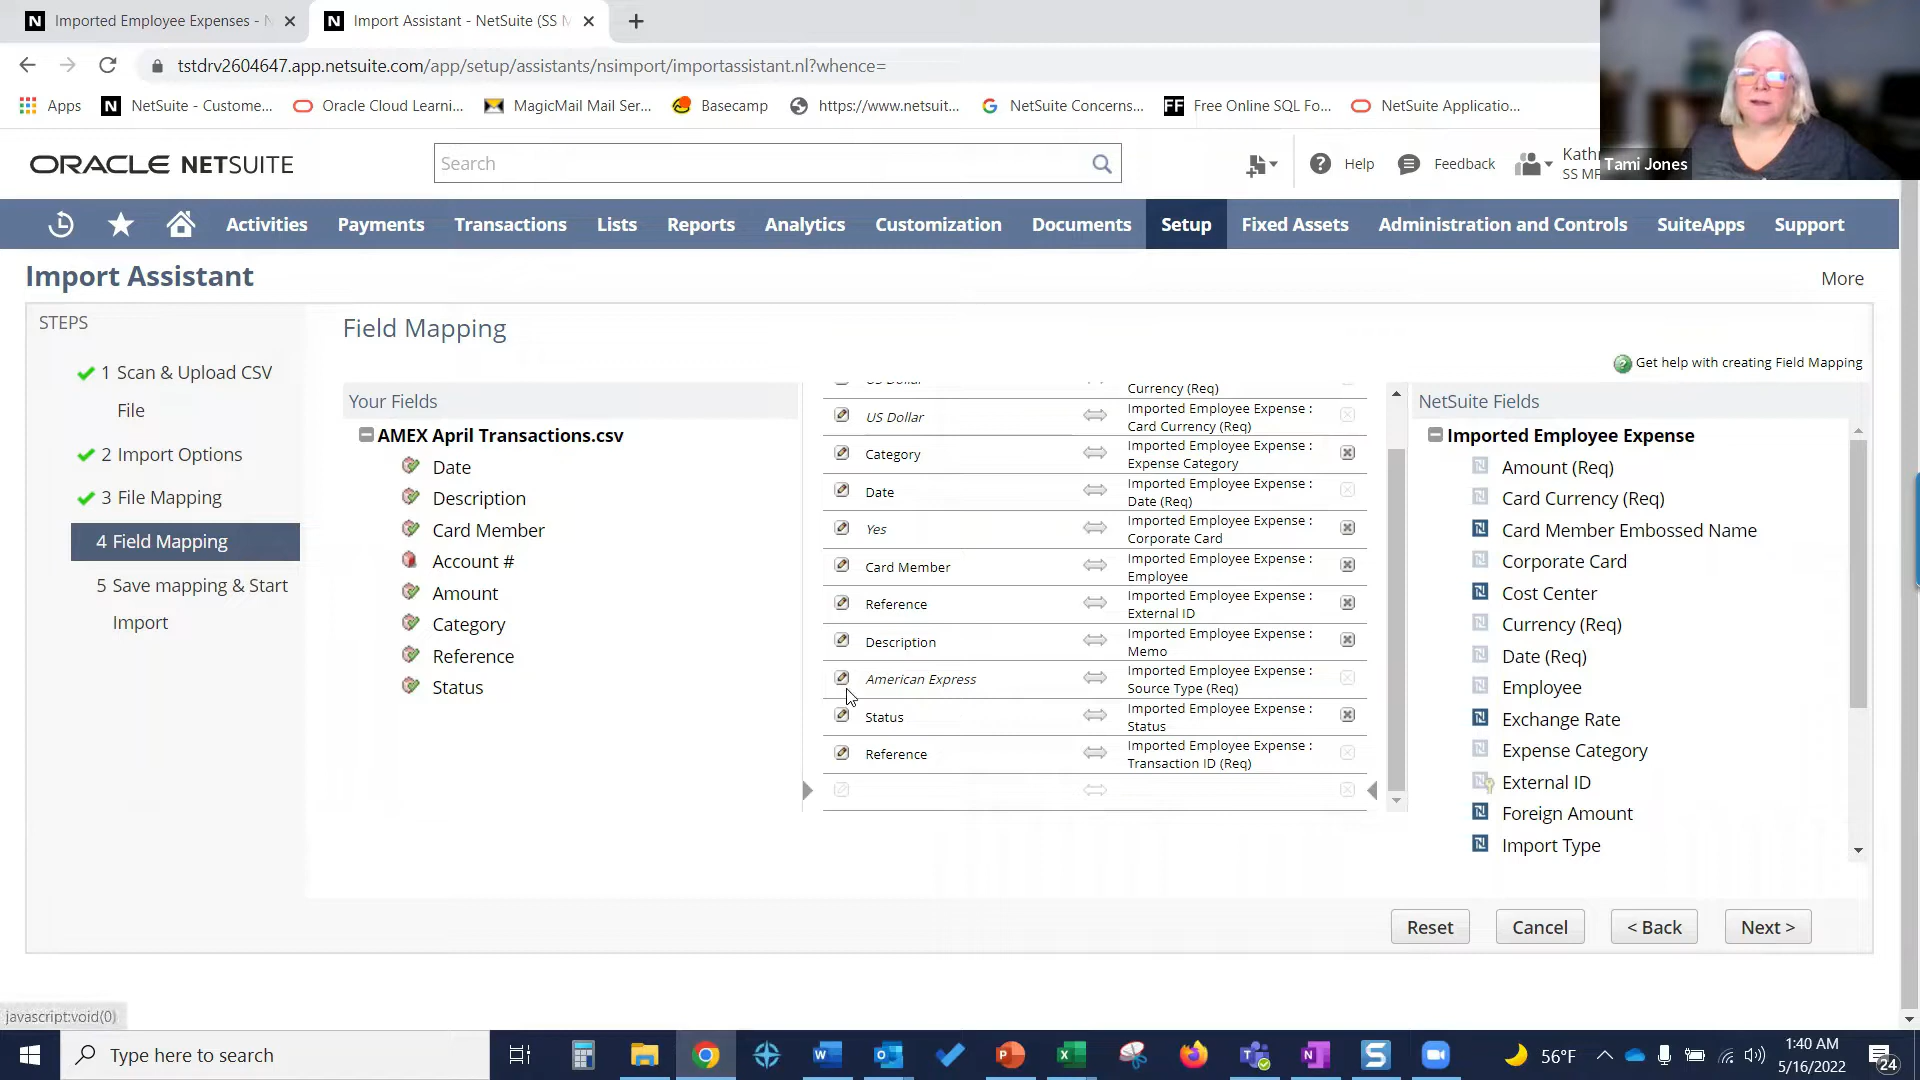 Imported Employee Expenses - N
Import Assistant - NetSuite (SS M
tstdrv2604647.app.netsuite.com/app/setup/assistants/nsimport/importassistant.nl?whence=
Apps
NetSuite - Custome...
Oracle Cloud Learni...
MagicMail Mail Ser...
Basecamp
https://www.netsuit...
NetSuite Concerns...
FF
Free Online SQL Fo...
NetSuite Applicatio...
ORACLE NETSUITE
Search
Help
Feedback
Kath
SS MF
Tami Jones
Activities
Payments
Transactions
Lists
Reports
Analytics
Customization
Documents
Setup
Fixed Assets
Administration and Controls
SuiteApps
Support
Import Assistant
More
STEPS
1 Scan & Upload CSV
File
2 Import Options
3 File Mapping
4 Field Mapping
5 Save mapping & Start
Import
Field Mapping
Get help with creating Field Mapping
Your Fields
AMEX April Transactions.csv
Date
Description
Card Member
Account #
Amount
Category
Reference
Status
US Dollar
Currency (Req)
US Dollar
Imported Employee Expense :
Card Currency (Req)
Category
Imported Employee Expense :
Expense Category
Date
Imported Employee Expense :
Date (Req)
Yes
Imported Employee Expense :
Corporate Card
Card Member
Imported Employee Expense :
Employee
Reference
Imported Employee Expense :
External ID
Description
Imported Employee Expense :
Memo
American Express
Imported Employee Expense :
Source Type (Req)
Status
Imported Employee Expense :
Status
Reference
Imported Employee Expense :
Transaction ID (Req)
NetSuite Fields
Imported Employee Expense
Amount (Req)
Card Currency (Req)
Card Member Embossed Name
Corporate Card
Cost Center
Currency (Req)
Date (Req)
Employee
Exchange Rate
Expense Category
External ID
Foreign Amount
Import Type
Reset
Cancel
< Back
Next >
javascript:void(0)
Type here to search
56°F
1:40 AM
5/16/2022
24